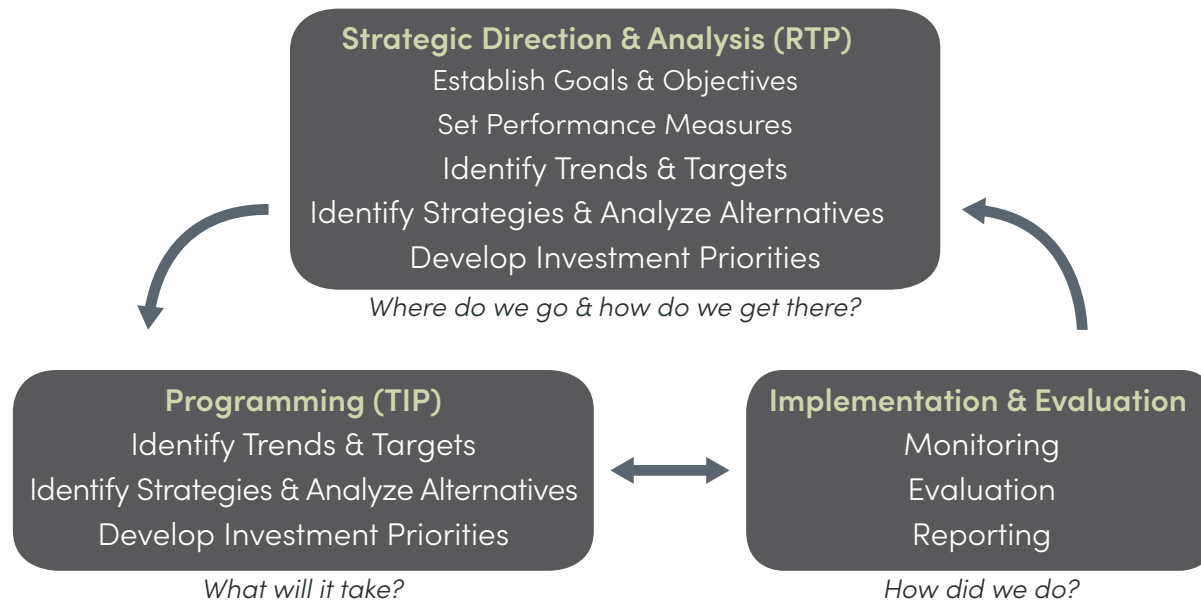 Strategic Direction & Analysis (RTP)
Establish Goals & Objectives
Set Performance Measures
Identify Trends & Targets
Identify Strategies & Analyze Alternatives
Develop Investment Priorities
Where do we go & how do we get there?
Programming (TIP)
Identify Trends & Targets
Identify Strategies & Analyze Alternatives
Develop Investment Priorities
What will it take?
Implementation & Evaluation
Monitoring
Evaluation
Reporting
How did we do?